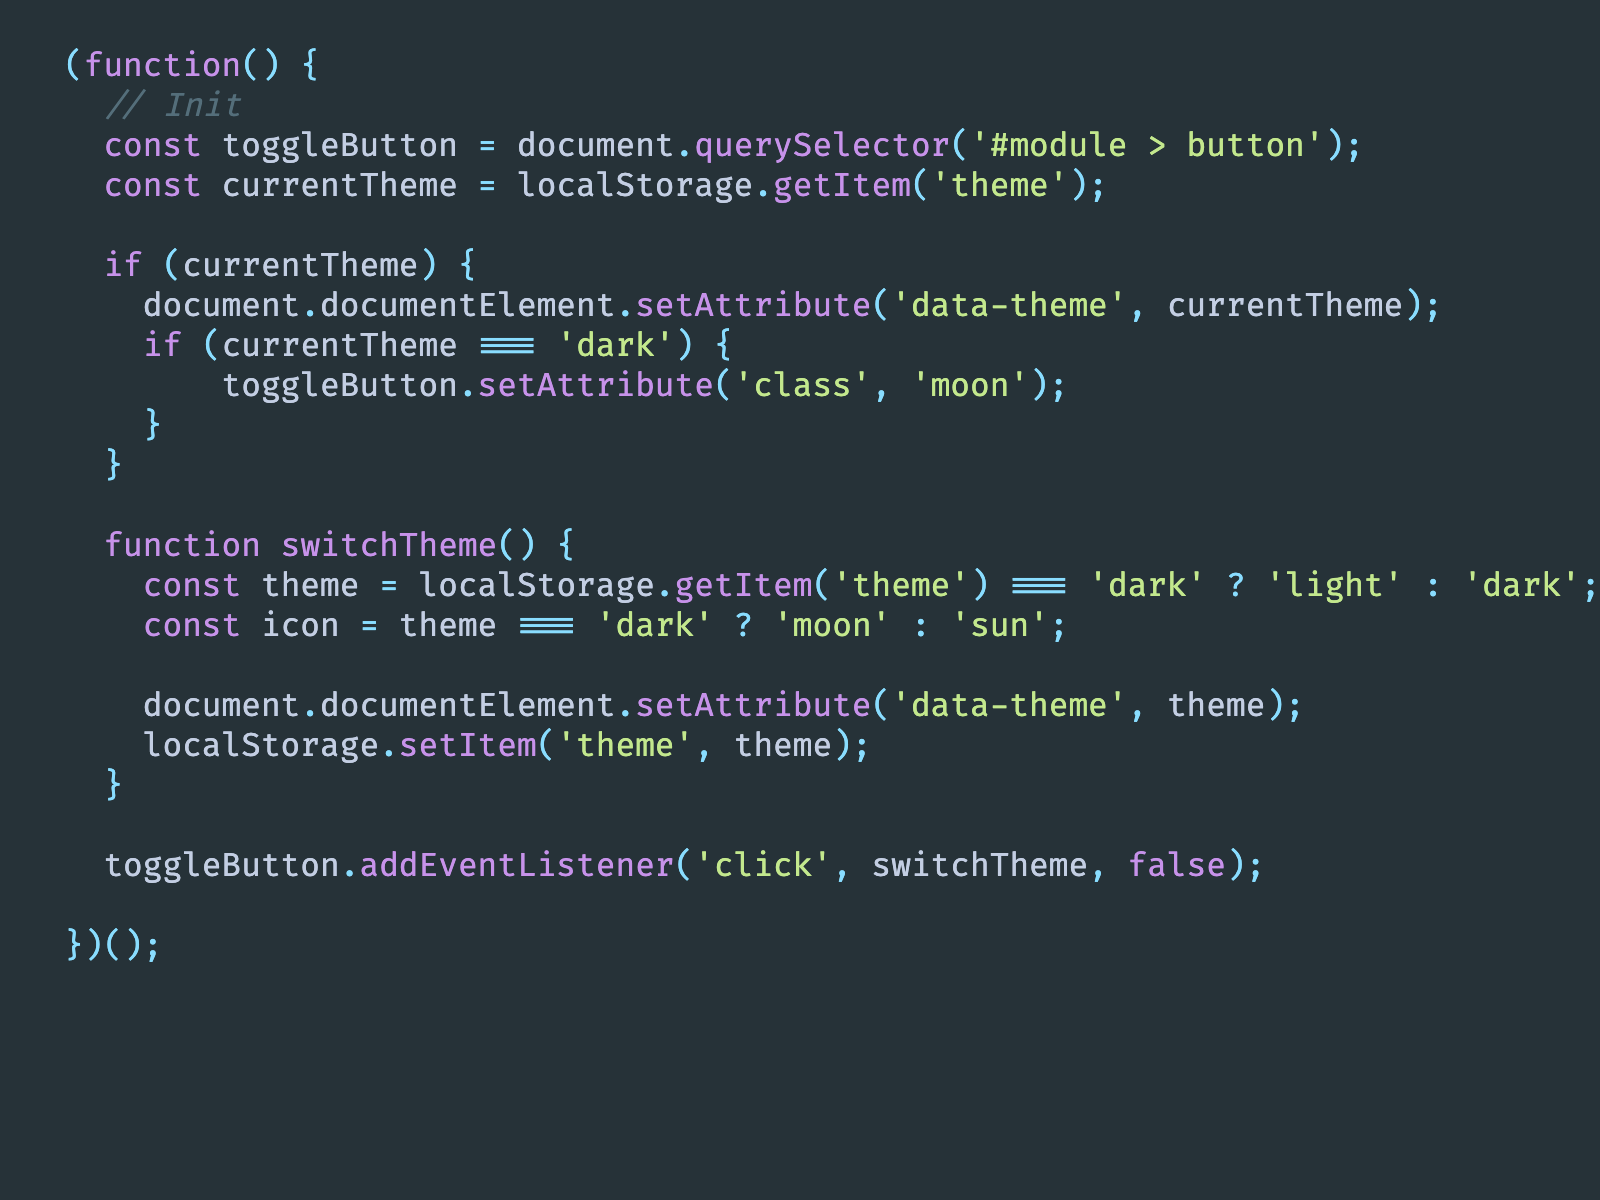 (function() {
  // Init
  const toggleButton = document.querySelector('#module > button');
  const currentTheme = localStorage.getItem('theme');

  if (currentTheme) {
    document.documentElement.setAttribute('data-theme', currentTheme);
    if (currentTheme === 'dark') {
        toggleButton.setAttribute('class', 'moon');
    }
  }

  function switchTheme() {
    const theme = localStorage.getItem('theme') === 'dark' ? 'light' : 'dark';
    const icon = theme === 'dark' ? 'moon' : 'sun';

    document.documentElement.setAttribute('data-theme', theme);
    localStorage.setItem('theme', theme);
  }

  toggleButton.addEventListener('click', switchTheme, false);

})();